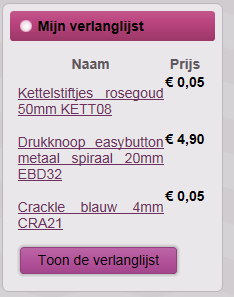 Mijn verlanglijst
Naam Prijs
Kettelstiftjes rosegoud € 0,05
50mm KETT08
Drukknoop easybutton € 4,90
metaal spiraal 20mm
EBD32
Crackle blauw 4mm € 0,05
CRA21
Toon de verlanglijst